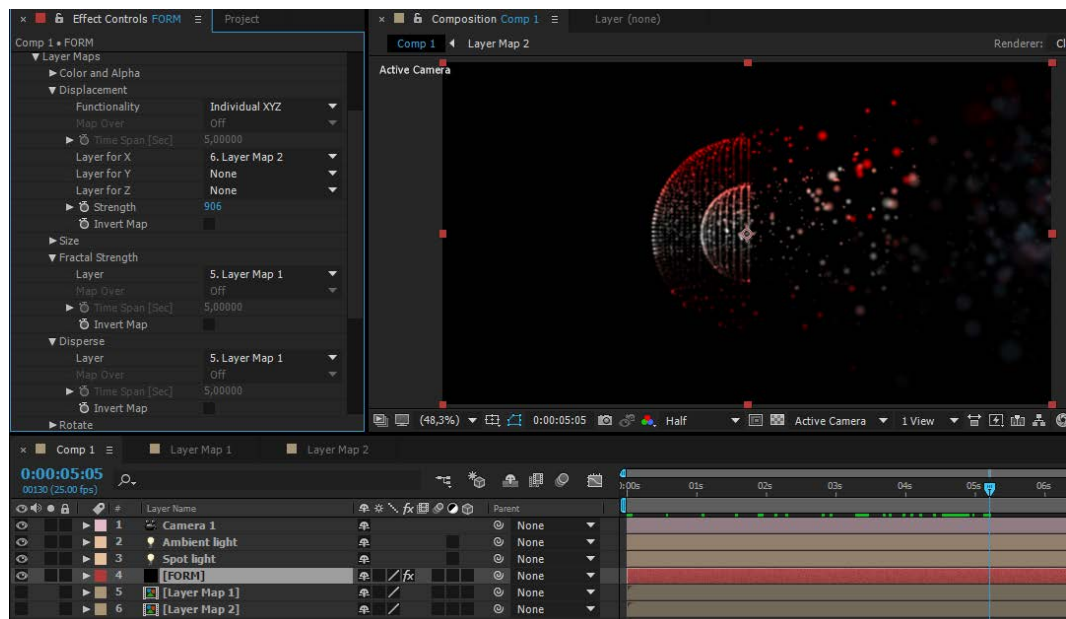 × Effect Controls FORM ≡ Project
Comp 1 • FORM
▼ Layer Maps
► Color and Alpha
▼ Displacement
Functionality Individual XYZ
Map Over Off
► Time Span [Sec] 5,00000
Layer for X 6. Layer Map 2
Layer for Y None
Layer for Z None
► Strength 906
Invert Map
► Size
▼ Fractal Strength
Layer 5. Layer Map 1
Map Over Off
► Time Span [Sec] 5,00000
Invert Map
▼ Disperse
Layer 5. Layer Map 1
Map Over Off
► Time Span [Sec] 5,00000
Invert Map
► Rotate
× Composition Comp 1 ≡ Layer (none)
Comp 1 ◄ Layer Map 2 Renderer: Cl
Active Camera
(48,3%) 0:00:05:05 Half Active Camera 1 View
× Comp 1 ≡ Layer Map 1 Layer Map 2
0:00:05:05
00130 (25.00 fps)
):00s 01s 02s 03s 04s 05s 06s
# Layer Name fx Parent
1 Camera 1 None
2 Ambient light None
3 Spot light None
4 [FORM] fx None
5 [Layer Map 1] None
6 [Layer Map 2] None